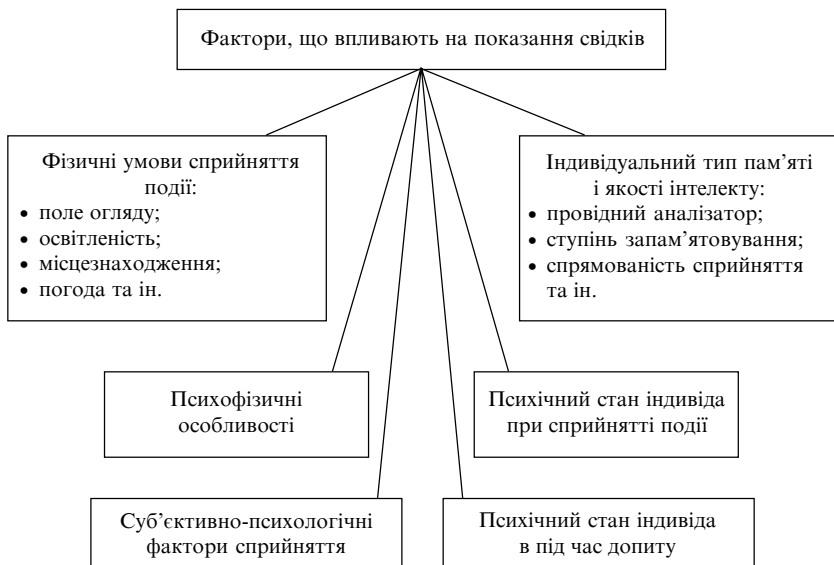 Фактори, що впливають на показання свідків
Фізичні умови сприйняття
події:
• поле огляду;
• освітленість;
• місцезнаходження;
• погода та ін.
Індивідуальний тип пам’яті
і якості інтелекту:
• провідний аналізатор;
• ступінь запам’ятовування;
• спрямованість сприйняття
та ін.
Психофізичні
особливості
Психічний стан індивіда
при сприйнятті події
Суб’єктивно-психологічні
фактори сприйняття
Психічний стан індивіда
в під час допиту